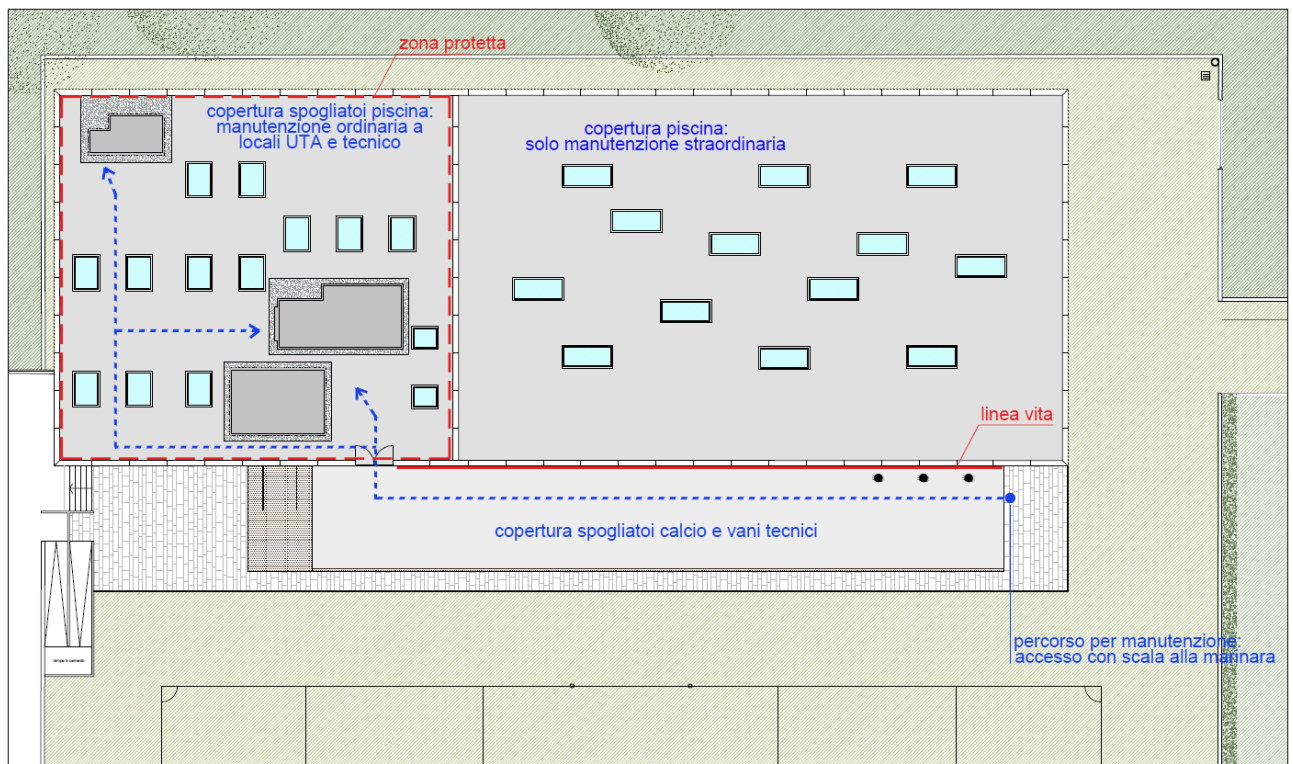 zona protetta
copertura spogliatoi piscina:
manutenzione ordinaria a
locali UTA e tecnico
copertura piscina:
solo manutenzione straordinaria
linea vita
copertura spogliatoi calcio e vani tecnici
percorso per manutenzione:
accesso con scala alla marinara